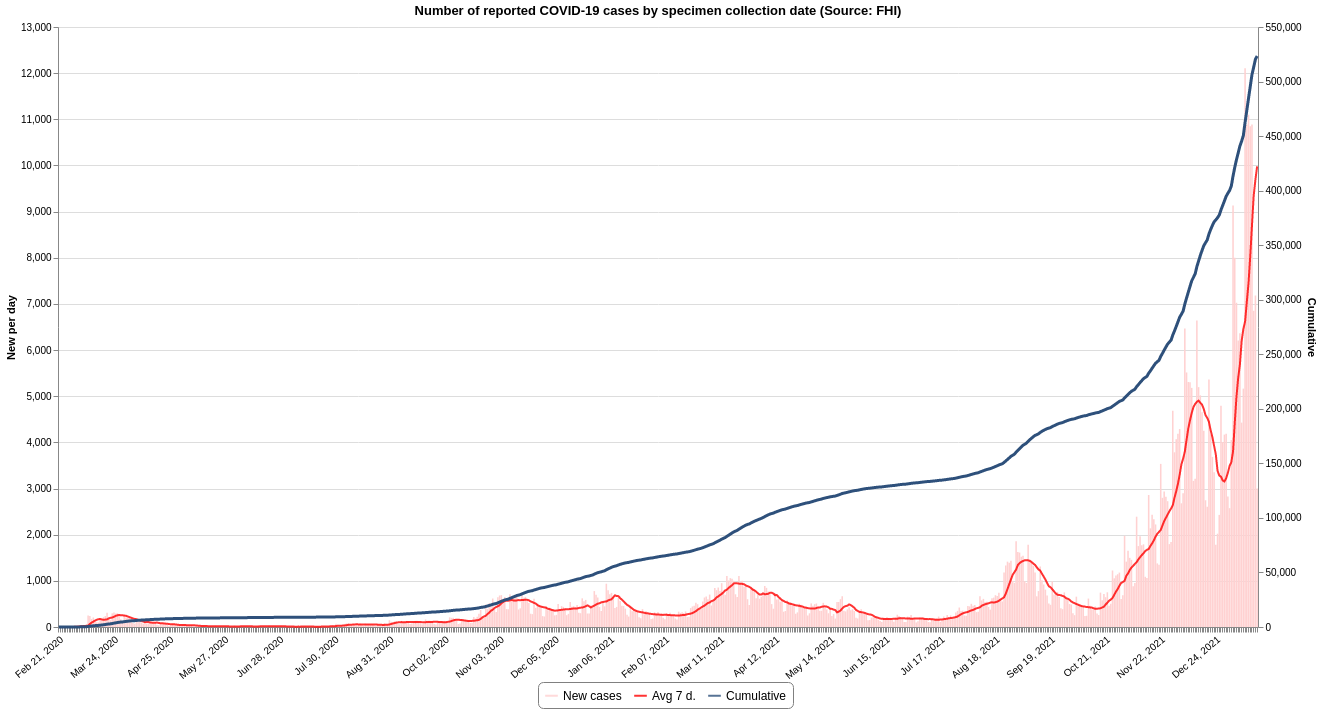 Number of reported COVID-19 cases by specimen collection date (Source: FHI)
13,000
12,000
11,000
10,000
9,000
8,000
7,000
6,000
5,000
4,000
3,000
2,000
1,000
0
New per day
550,000
500,000
450,000
400,000
350,000
300,000
250,000
200,000
150,000
100,000
50,000
0
Cumulative
Feb 21, 2020
Mar 24, 2020
Apr 25, 2020
May 27, 2020
Jun 28, 2020
Jul 30, 2020
Aug 31, 2020
Oct 02, 2020
Nov 03, 2020
Dec 05, 2020
Jan 06, 2021
Feb 07, 2021
Mar 11, 2021
Apr 12, 2021
May 14, 2021
Jun 15, 2021
Jul 17, 2021
Aug 18, 2021
Sep 19, 2021
Oct 21, 2021
Nov 22, 2021
Dec 24, 2021
New cases Avg 7 d. Cumulative